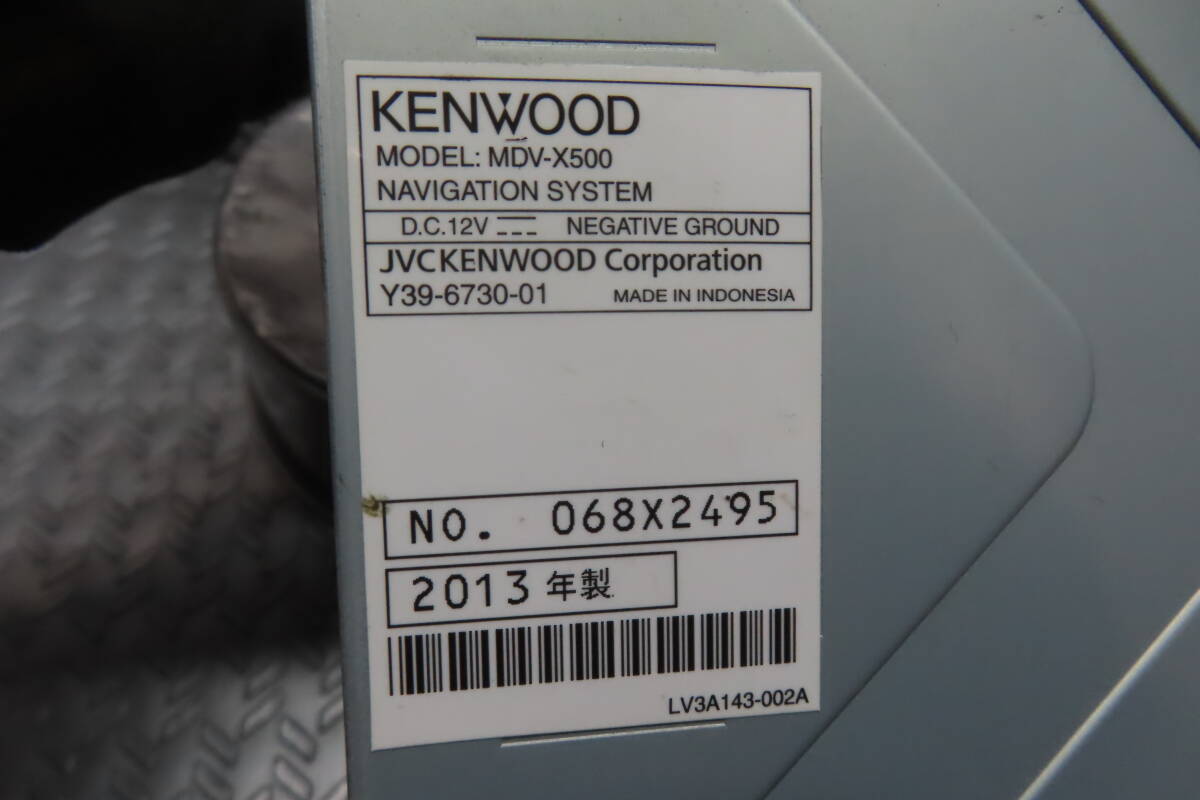 KENWOOD
MODEL: MDV-X500
NAVIGATION SYSTEM
D.C.12V NEGATIVE GROUND
JVCKENWOOD Corporation
Y39-6730-01 MADE IN INDONESIA
NO. 068X2495
2013 年製
LV3A143-002A